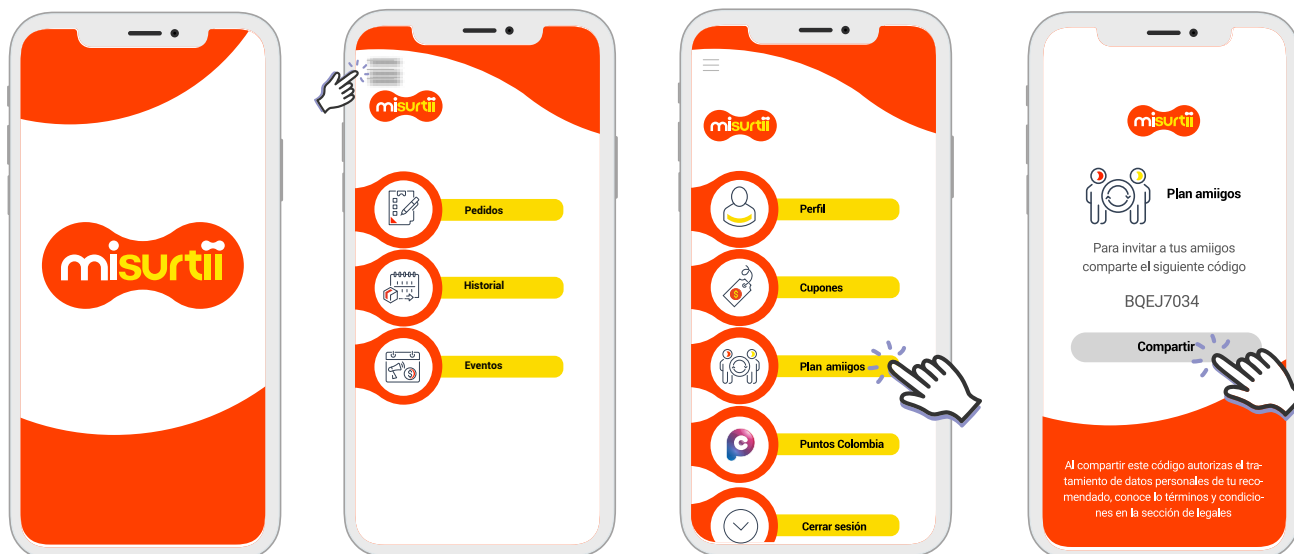 misurtii
misurtii
Pedidos
Historial
Eventos
misurtii
Perfil
Cupones
Plan amiigos
Puntos Colombia
Cerrar sesión
misurtii
Plan amiigos
Para invitar a tus amiigos
comparte el siguiente código
BQEJ7034
Compartir
Al compartir este código autorizas el tra-
tamiento de datos personales de tu reco-
mendado, conoce lo términos y condicio-
nes en la sección de legales